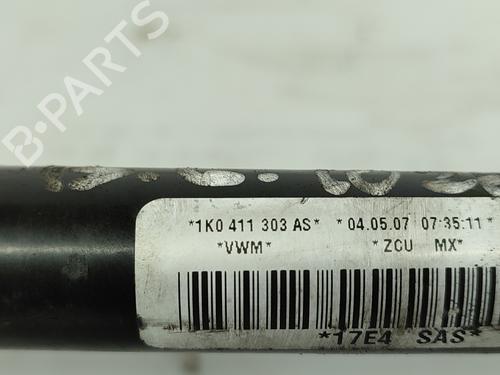 B-PARTS
*1K0 411 303 AS* *04.05.07 07:35:11*
*VWM* *ZCU MX*
*17E4 SAS*